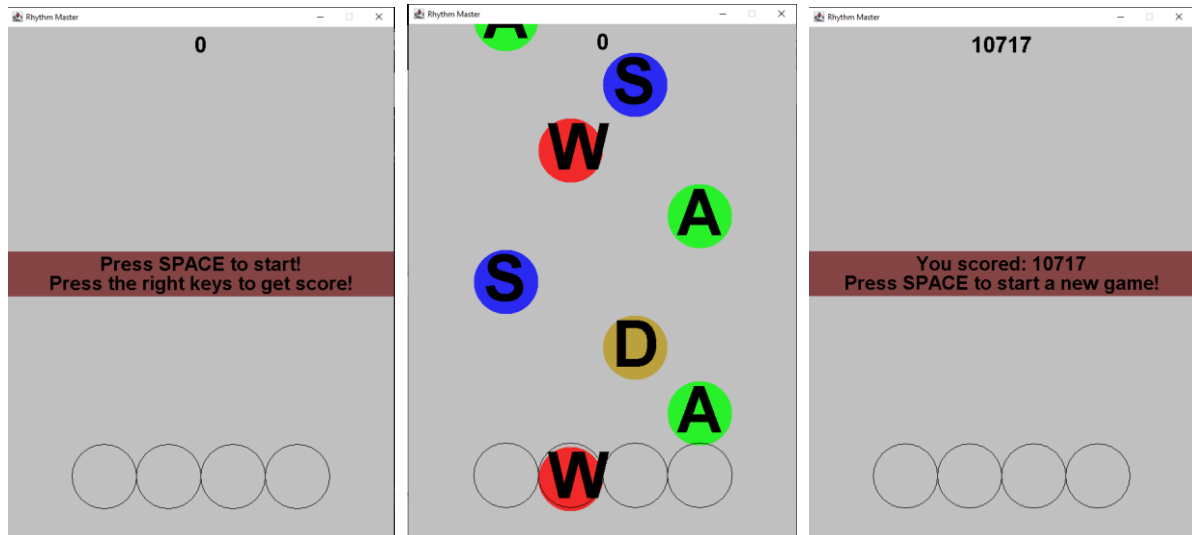 Rhythm Master
0
Press SPACE to start!
Press the right keys to get score!
Rhythm Master
A
0
S
W
A
S
D
A
W
Rhythm Master
10717
You scored: 10717
Press SPACE to start a new game!